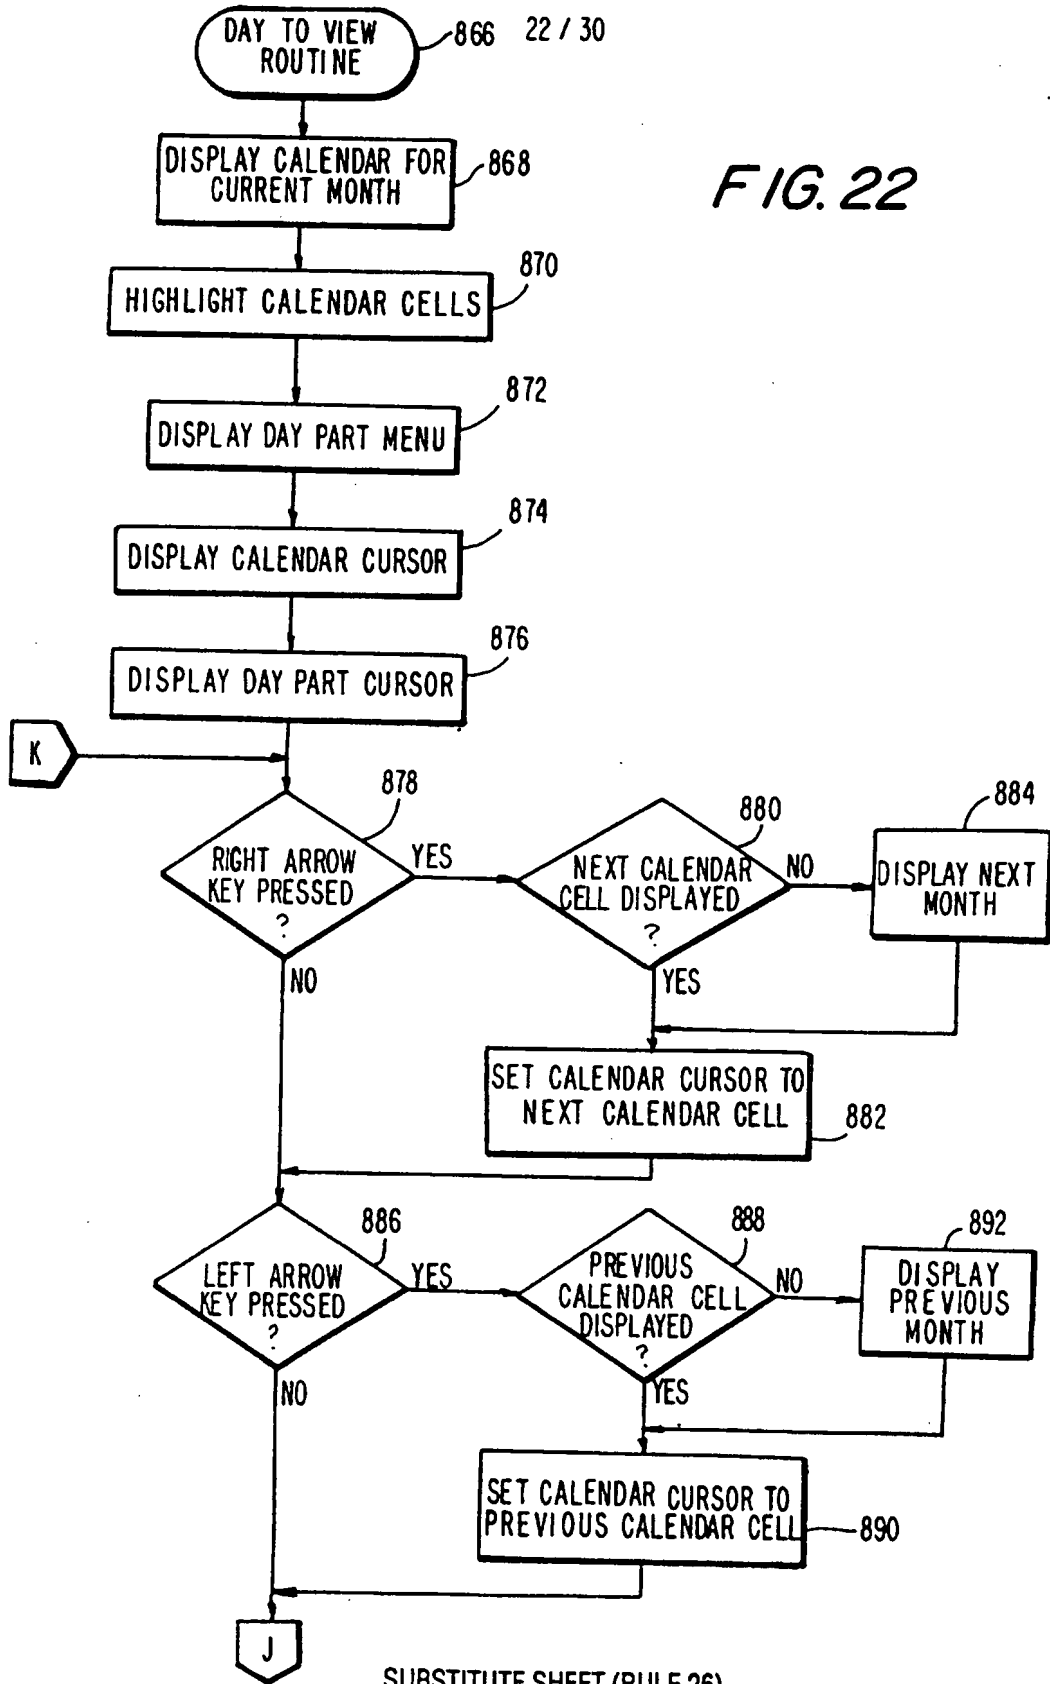 DAY TO VIEW
ROUTINE
866
22 / 30
DISPLAY CALENDAR FOR
CURRENT MONTH
868
FIG. 22
870
HIGHLIGHT CALENDAR CELLS
872
DISPLAY DAY PART MENU
874
DISPLAY CALENDAR CURSOR
876
DISPLAY DAY PART CURSOR
K
878
RIGHT ARROW
KEY PRESSED
?
YES
NO
880
NEXT CALENDAR
CELL DISPLAYED
?
NO
YES
884
DISPLAY NEXT
MONTH
SET CALENDAR CURSOR TO
NEXT CALENDAR CELL
882
886
LEFT ARROW
KEY PRESSED
?
YES
NO
888
PREVIOUS
CALENDAR CELL
DISPLAYED
?
NO
YES
892
DISPLAY
PREVIOUS
MONTH
SET CALENDAR CURSOR TO
PREVIOUS CALENDAR CELL
890
J
SUBSTITUTE SHEET (RULE 26)